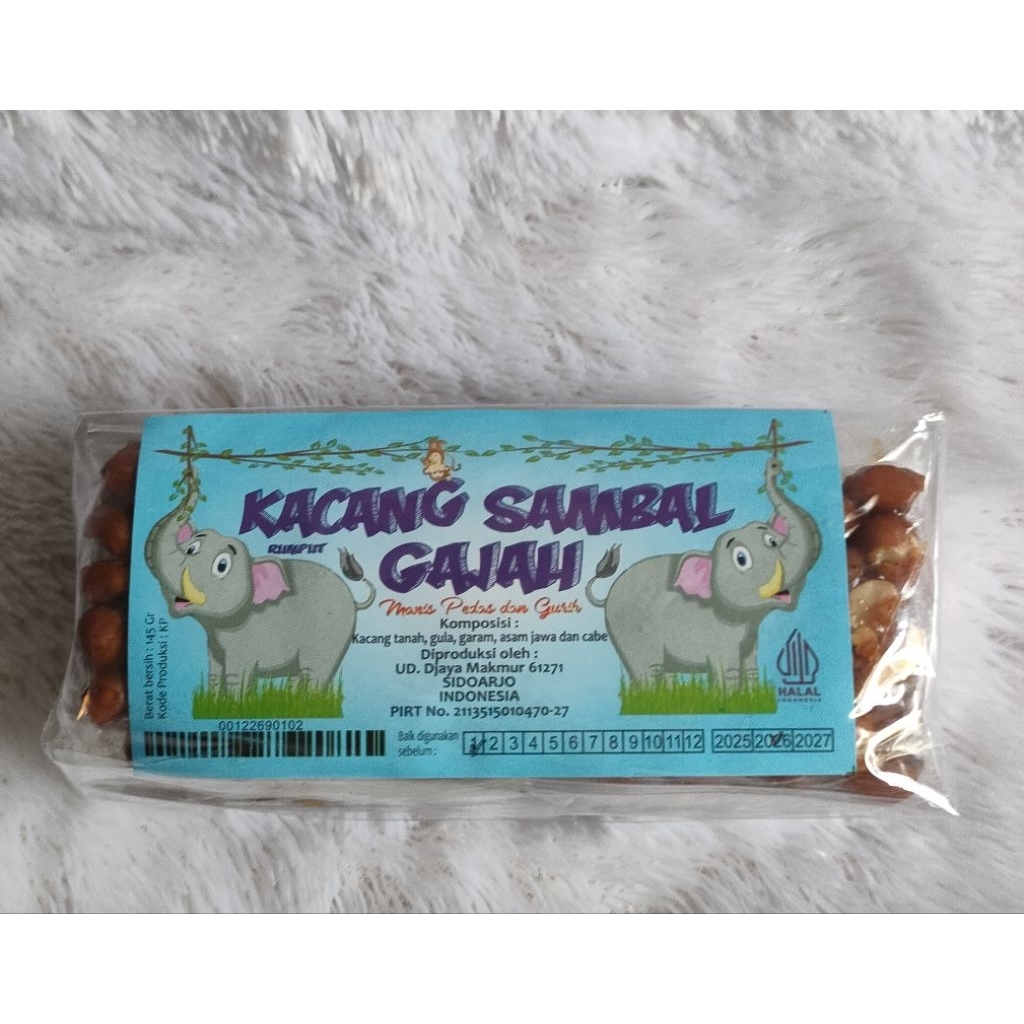 KACANG SAMBAL
RUMPUT
GAJAH
Manis Pedas dan Gurih
Komposisi :
Kacang tanah, gula, garam, asam jawa dan cabe
Diproduksi oleh :
UD. Djaya Makmur 61271
SIDOARJO
INDONESIA
PIRT No. 2113515010470-27
HALAL
INDONESIA
Berat bersih : 145 Gr
Kode Produksi : KP
00122690102
Baik digunakan
sebelum :
1 2 3 4 5 6 7 8 9 10 11 12 2025 2026 2027